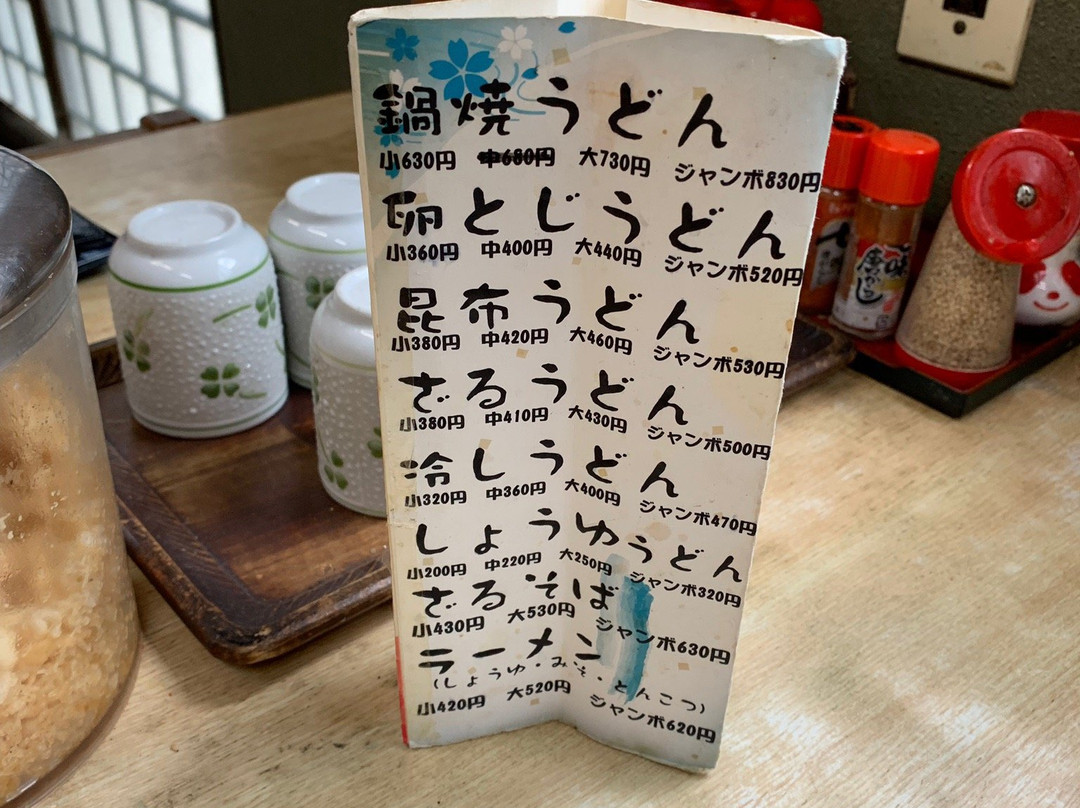 鍋焼うどん
小630円 中680円 大730円 ジャンボ830円
卵とじうどん
小360円 中400円 大440円 ジャンボ520円
昆布うどん
小380円 中420円 大460円 ジャンボ530円
ざるうどん
小380円 中410円 大430円 ジャンボ500円
冷しうどん
小320円 中360円 大400円 ジャンボ470円
しょうゆうどん
小200円 中220円 大250円 ジャンボ320円
ざるそば
小430円 大530円 ジャンボ630円
ラーメン
(しょうゆ・みそ・とんこつ)
小420円 大520円 ジャンボ620円
一味
唐がらし